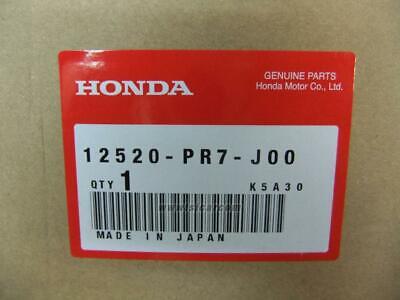 HONDA
GENUINE PARTS
Honda Motor Co., Ltd.
12520-PR7-J00
QTY 1 K5A30
MADE IN JAPAN